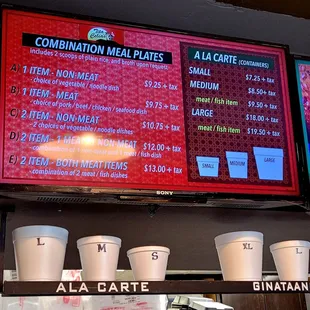 COMBINATION MEAL PLATES
includes 2 scoops of plain rice, and broth upon request
A 1 ITEM - NON MEAT
- choice of vegetable / noodle dish
$9.25 + tax
B 1 ITEM - MEAT
- choice of pork / beef / chicken / seafood dish
$9.75 + tax
C 2 ITEM - NON MEAT
- 2 choices of vegetable / noodle dishes
$10.75 + tax
2 ITEM - 1 NON MEAT, 1 MEAT
$12.00 + tax
E 2 ITEM - BOTH MEAT ITEMS
- combination of 2 meat / fish dishes
$13.00 + tax
A LA CARTE (CONTAINERS)
SMALL
$7.25 + tax
MEDIUM
$8.50 + tax
meat / fish item
$9.50 + tax
LARGE
$18.00 + tax
meat / fish item
$19.50 + tax
SMALL
MEDIUM
LARGE
SONY
L
M
S
XL
L
ALA CARTE
GINATAAN